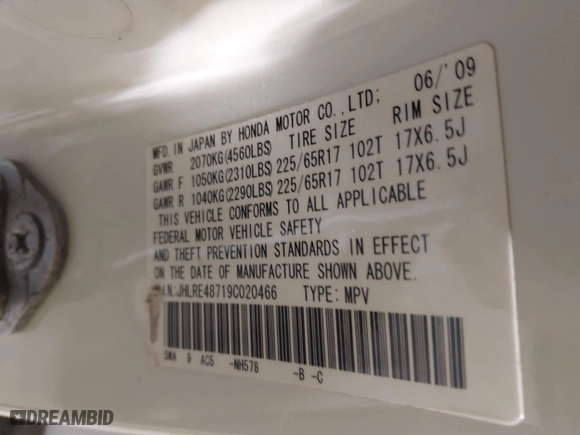 MFD. IN JAPAN BY HONDA MOTOR CO.,LTD; 06/'09
GVWR 2070KG(4560LBS) TIRE SIZE RIM SIZE
GAWR F 1050KG(2310LBS) 225/65R17 102T 17X6.5J
GAWR R 1040KG(2290LBS) 225/65R17 102T 17X6.5J
THIS VEHICLE CONFORMS TO ALL APPLICABLE
FEDERAL MOTOR VEHICLE SAFETY
AND THEFT PREVENTION STANDARDS IN EFFECT
ON THE DATE OF MANUFACTURE SHOWN ABOVE.
JHLRE48719C020466 TYPE: MPV
SWA 9 AC5 -NH578 -B -C
DREAMBID